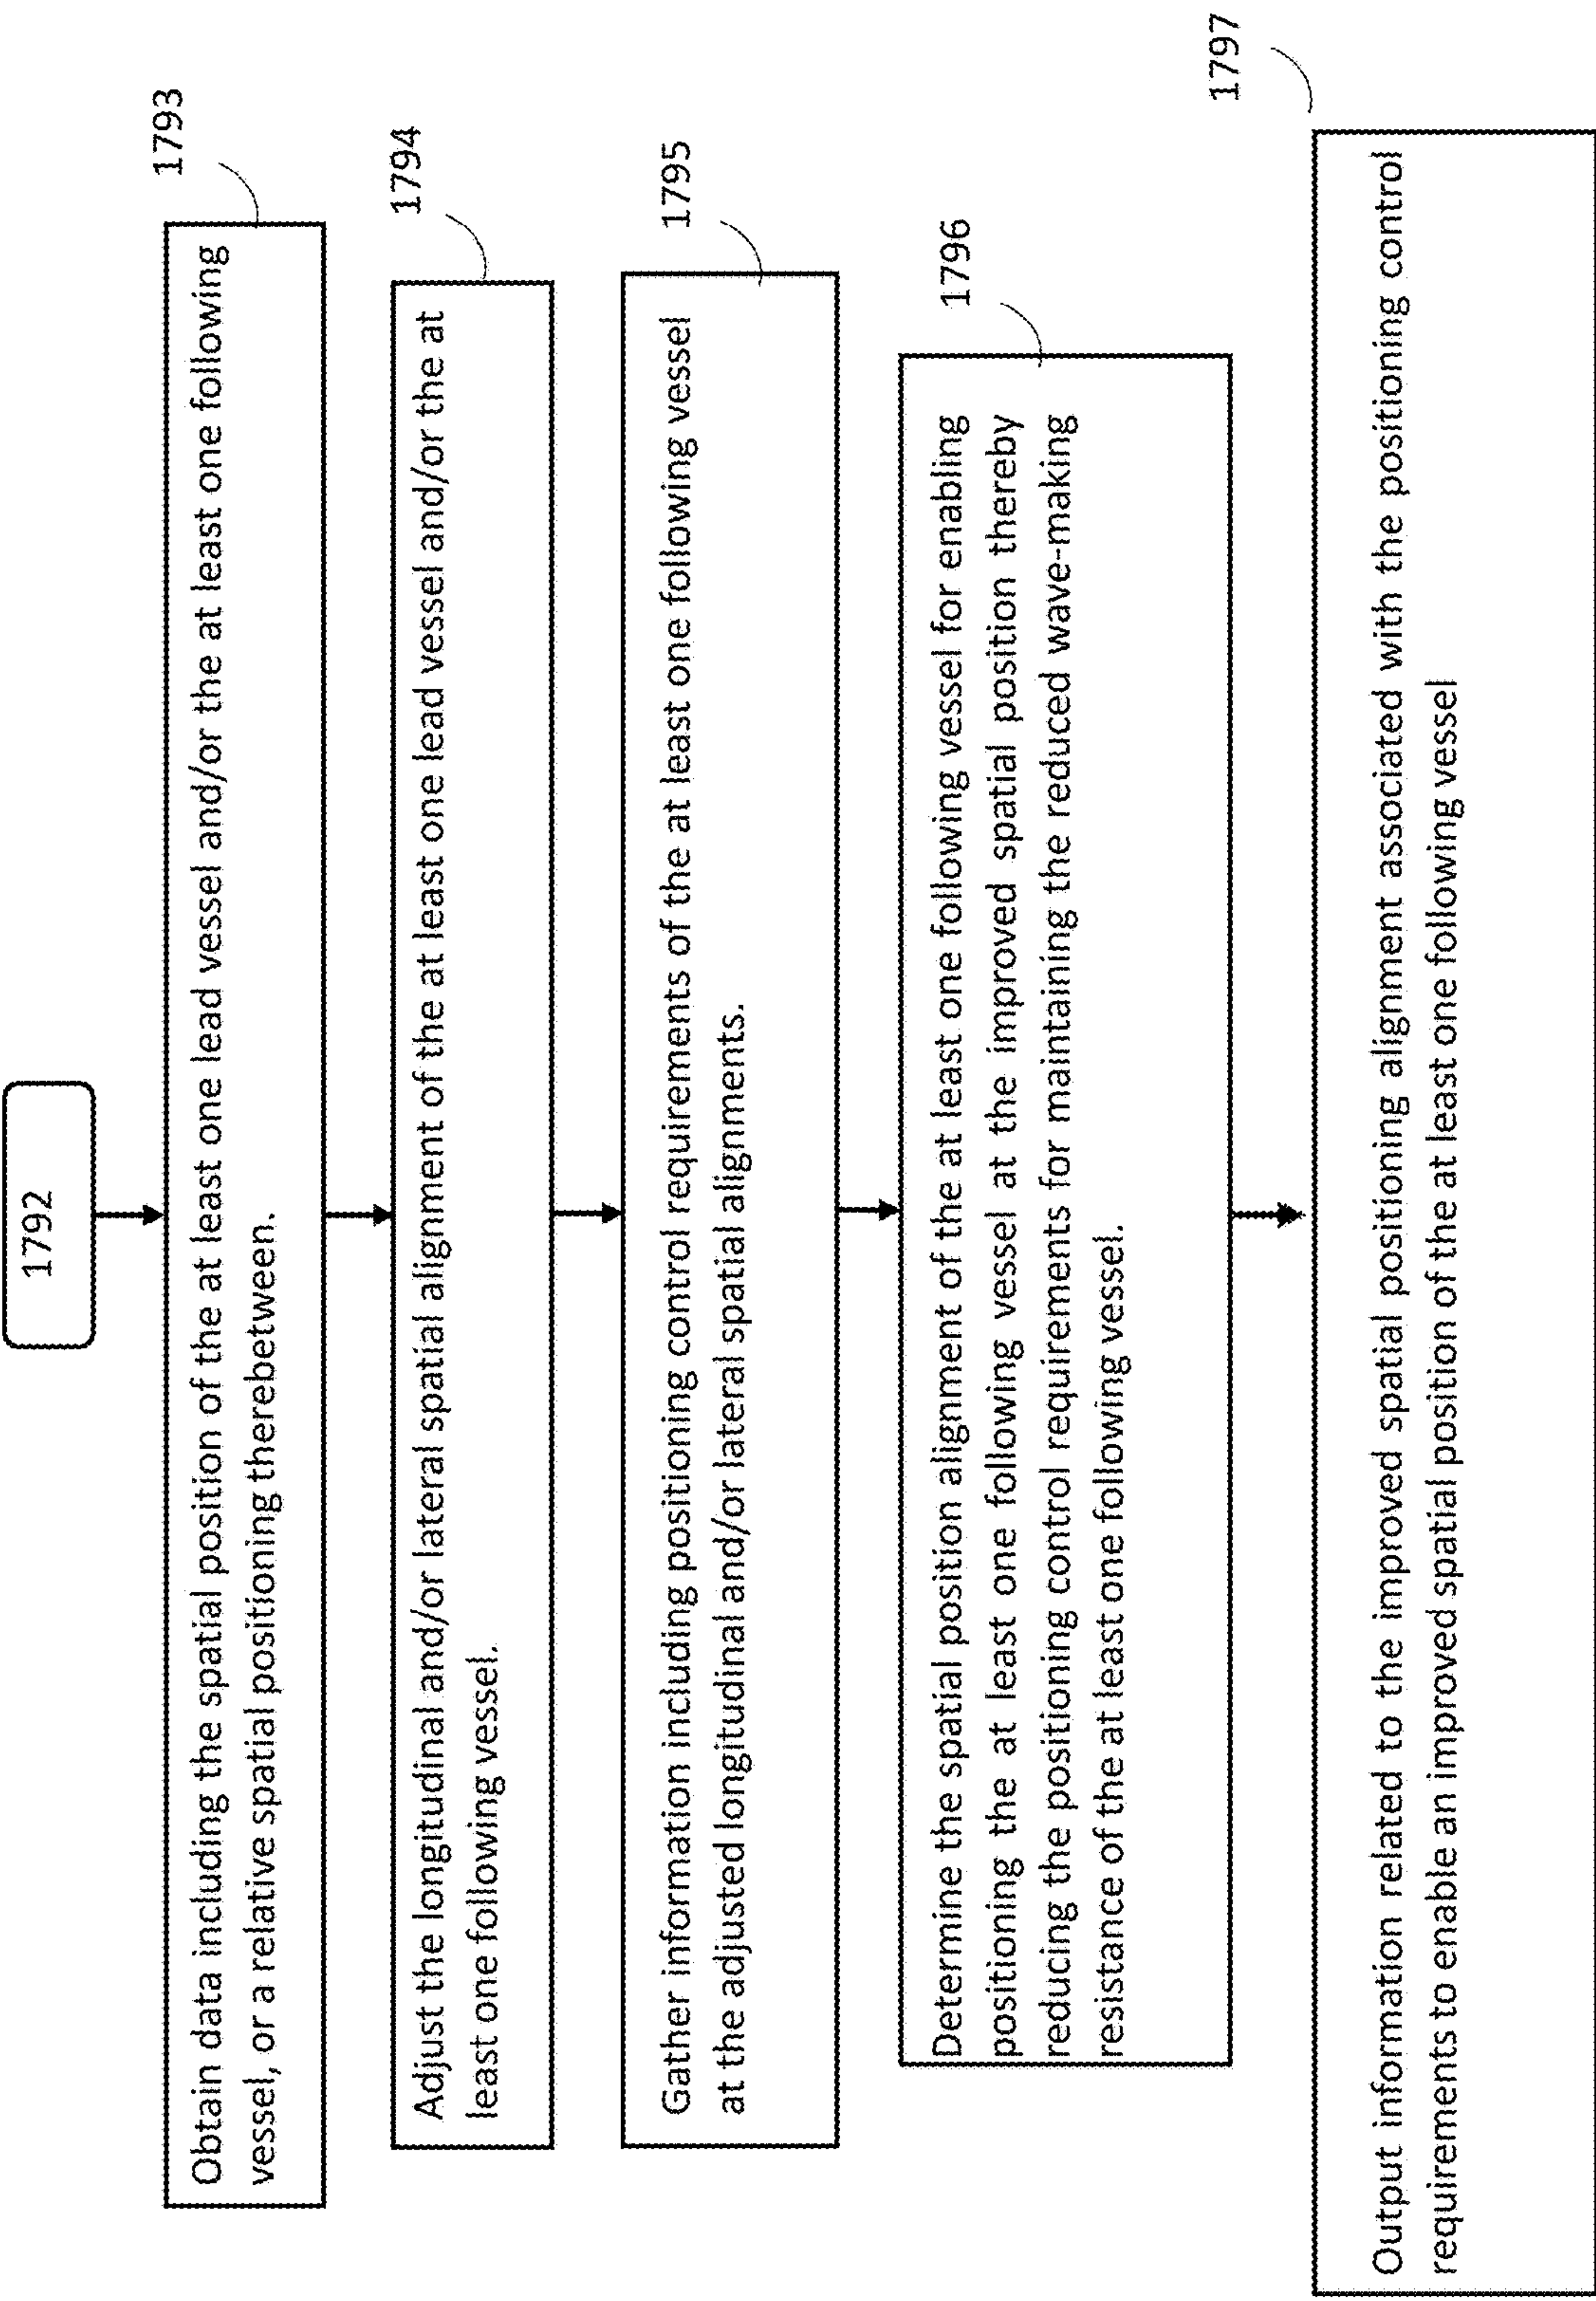 1792
1793
Obtain data including the spatial position of the at least one lead vessel and/or the at least one following
vessel, or a relative spatial positioning therebetween.
1794
Adjust the longitudinal and/or lateral spatial alignment of the at least one lead vessel and/or the at
least one following vessel.
1795
Gather information including positioning control requirements of the at least one following vessel
at the adjusted longitudinal and/or lateral spatial alignments.
1796
Determine the spatial position alignment of the at least one following vessel for enabling
positioning the at least one following vessel at the improved spatial position thereby
reducing the positioning control requirements for maintaining the reduced wave-making
resistance of the at least one following vessel.
1797
Output information related to the improved spatial positioning alignment associated with the positioning control
requirements to enable an improved spatial position of the at least one following vessel